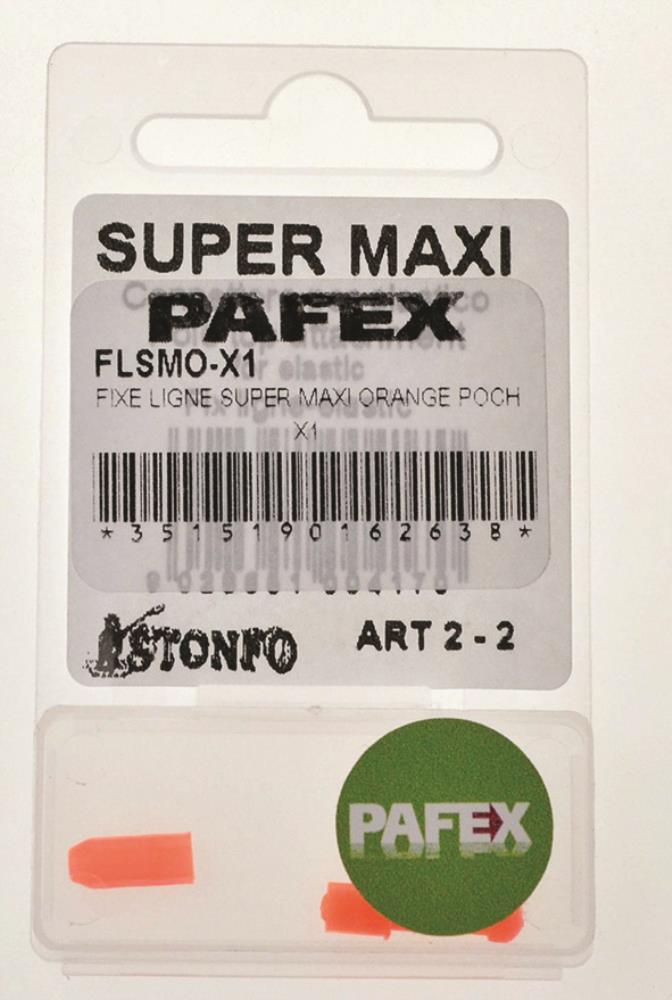 SUPER MAXI
PAFEX
FLSMO-X1
FIXE LIGNE SUPER MAXI ORANGE POCH
X1
*3515190162638*
STONFO
ART 2 - 2
PAFEX